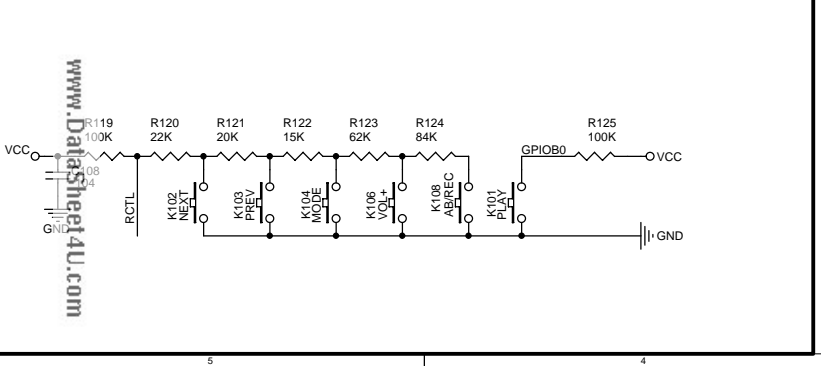 www.DataSheet4U.com
R119
100K
R120
22K
R121
20K
R122
15K
R123
62K
R124
84K
R125
100K
VCC
GPIOB0
VCC
RCTL
K102
NEXT
K103
PREV
K104
MODE
K106
VOL+
K108
AB/REC
K101
PLAY
GND
GND
5
4